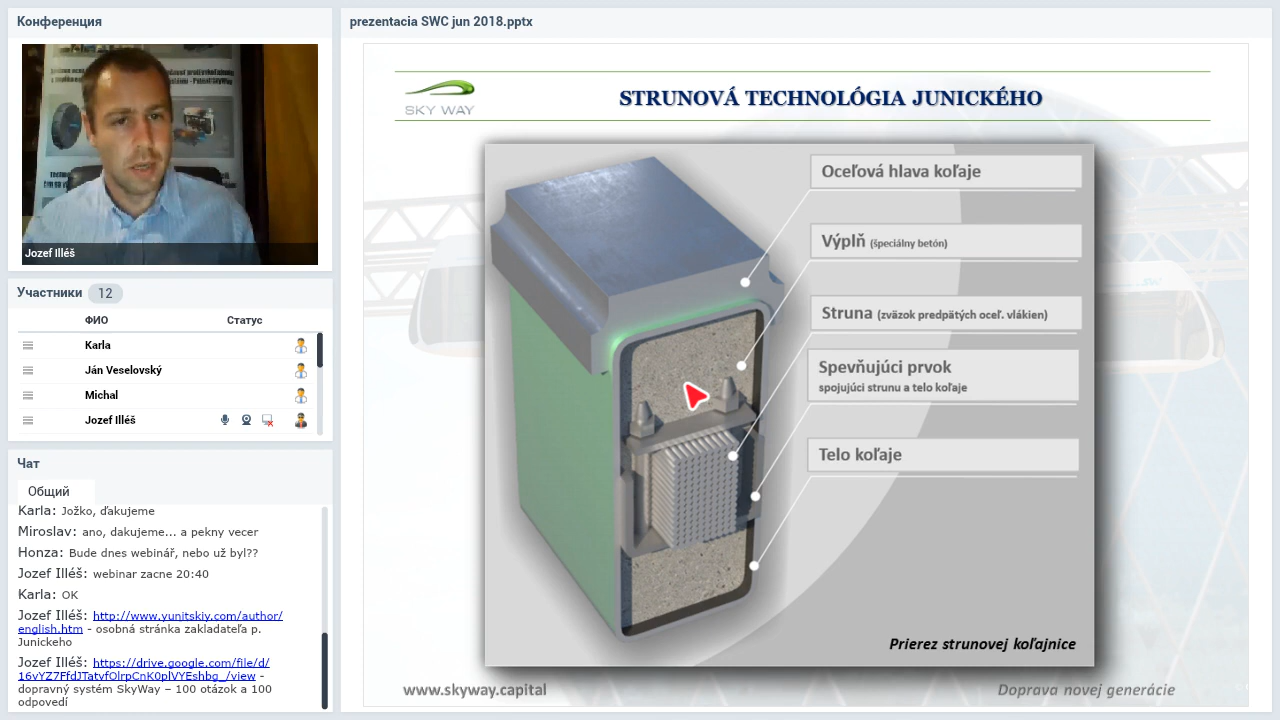 Конференция
Jozef Illéš
Участники 12
ФИО Статус
Karla
Ján Veselovský
Michal
Jozef Illéš
Чат
Общий
Karla: Jožko, ďakujeme
Miroslav: ano, dakujeme... a pekny vecer
Honza: Bude dnes webinář, nebo už byl??
Jozef Illéš: webinar zacne 20:40
Karla: OK
Jozef Illéš: http://www.yunitskiy.com/author/
english.htm - osobná stránka zakladateľa p.
Junickeho
Jozef Illéš: https://drive.google.com/file/d/
16vYZ7FfdJTatvfOlrpCnK0plVYEshbg_/view -
dopravný systém SkyWay – 100 otázok a 100
odpovedí
prezentacia SWC jun 2018.pptx
SKY WAY
STRUNOVÁ TECHNOLÓGIA JUNICKÉHO
Oceľová hlava koľaje
Výplň (špeciálny betón)
Struna (zväzok predpätých oceľ. vlákien)
Spevňujúci prvok
spojujúci strunu a telo koľaje
Telo koľaje
Prierez strunovej koľajnice
www.skyway.capital
Doprava novej generácie